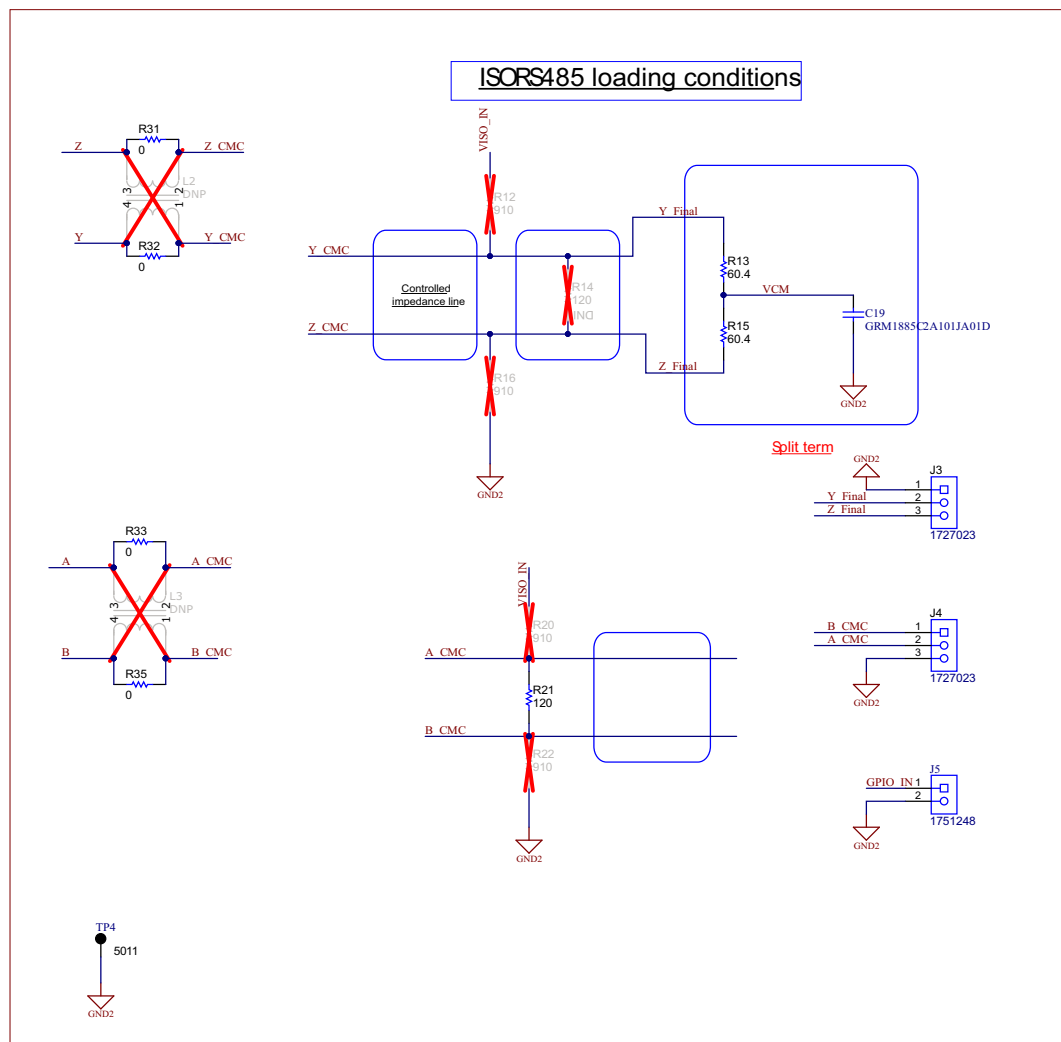 ISORS485 loading conditions
R31
0
Z
Z_CMC
L2
DNP
3
2
4
1
Y
Y_CMC
R32
0
VISO_IN
R12
910
Y_CMC
Controlled
impedance line
R14
120
DNI
Z_CMC
R16
910
GND2
Y_Final
R13
60.4
VCM
C19
GRM1885C2A101JA01D
R15
60.4
Z_Final
GND2
Split term
GND2
J3
1
Y_Final
2
Z_Final
3
1727023
R33
0
A
A_CMC
L3
DNP
3
2
4
1
B
B_CMC
R35
0
VISO_IN
R20
910
A_CMC
R21
120
B_CMC
R22
910
GND2
J4
B_CMC
1
A_CMC
2
3
1727023
GND2
J5
GPIO_IN
1
2
1751248
GND2
TP4
5011
GND2